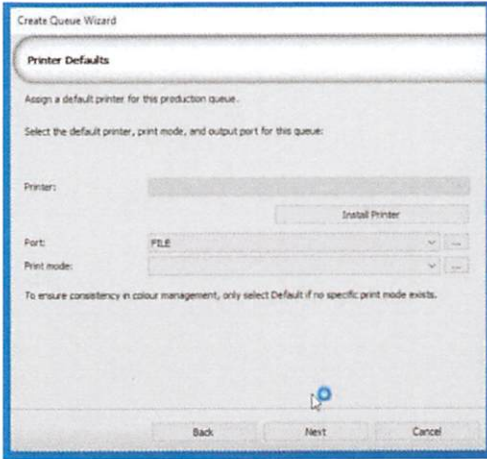 Create Queue Wizard
Printer Defaults
Assign a default printer for this production queue.
Select the default printer, print mode, and output port for this queue:
Printer:
Install Printer
Port:
FILE
...
Print mode:
...
To ensure consistency in colour management, only select Default if no specific print mode exists.
Back
Next
Cancel